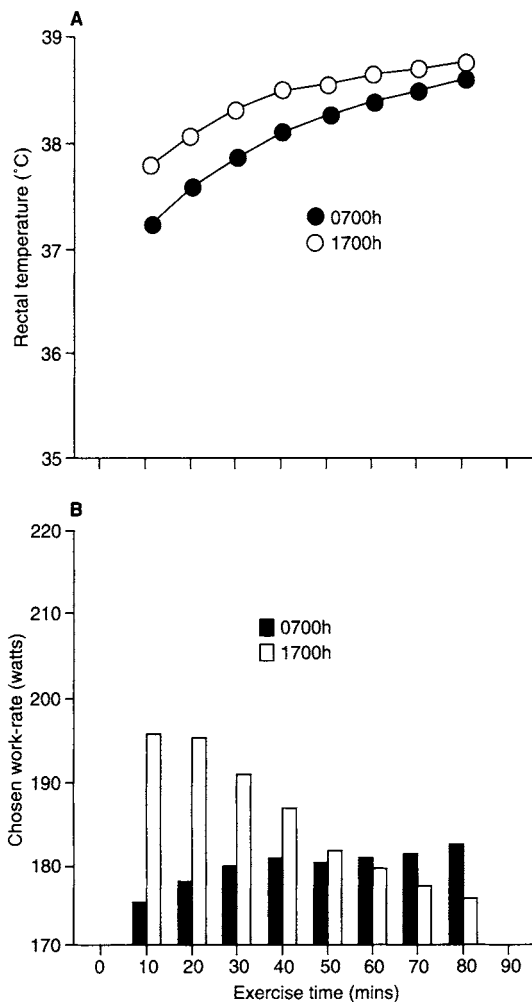 A
39
38
37
36
35
Rectal temperature (°C)
0700h
1700h
B
220
210
200
190
180
170
Chosen work-rate (watts)
0700h
1700h
0 10 20 30 40 50 60 70 80 90
Exercise time (mins)